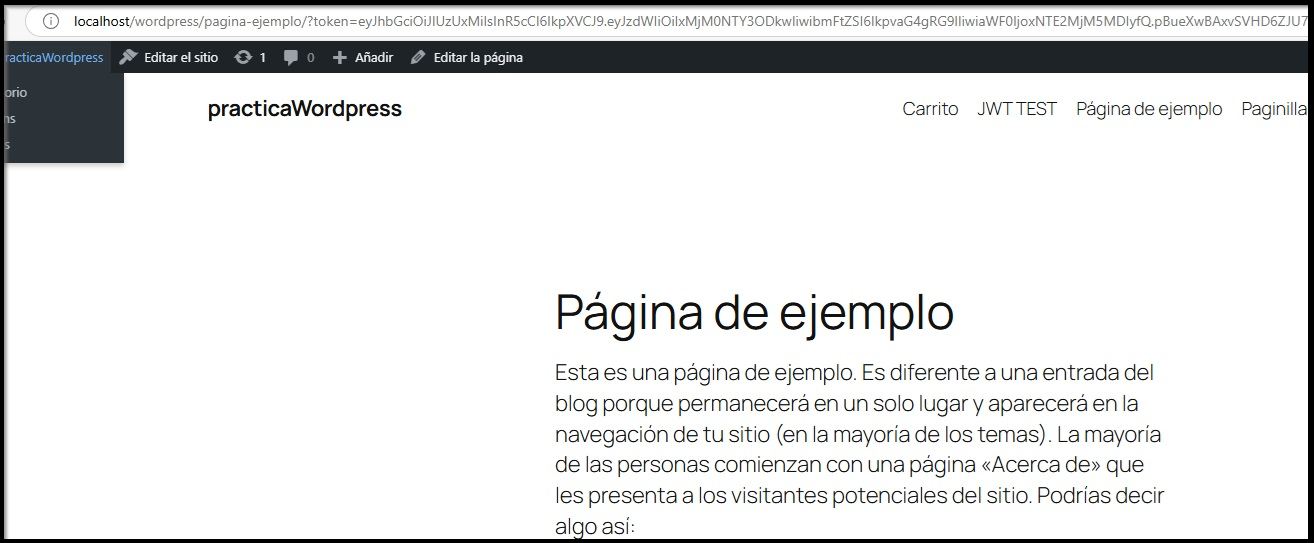 localhost/wordpress/pagina-ejemplo/?token=eyJhbGciOiJIUzUxMiIsInR5cCI6IkpXVCJ9.eyJzdWIiOiIxMjM0NTY3ODkwIiwibmFtZSI6IkpvaG4gRG9lIiwiaWF0IjoxNTE2MjM5MDIyfQ.pBueXwBAxvSVHD6ZJU7
racticaWordpress Editar el sitio 1 0 Añadir Editar la página
orio
ns
s
practicaWordpress Carrito JWT TEST Página de ejemplo Paginilla
Página de ejemplo
Esta es una página de ejemplo. Es diferente a una entrada del
blog porque permanecerá en un solo lugar y aparecerá en la
navegación de tu sitio (en la mayoría de los temas). La mayoría
de las personas comienzan con una página «Acerca de» que
les presenta a los visitantes potenciales del sitio. Podrías decir
algo así: